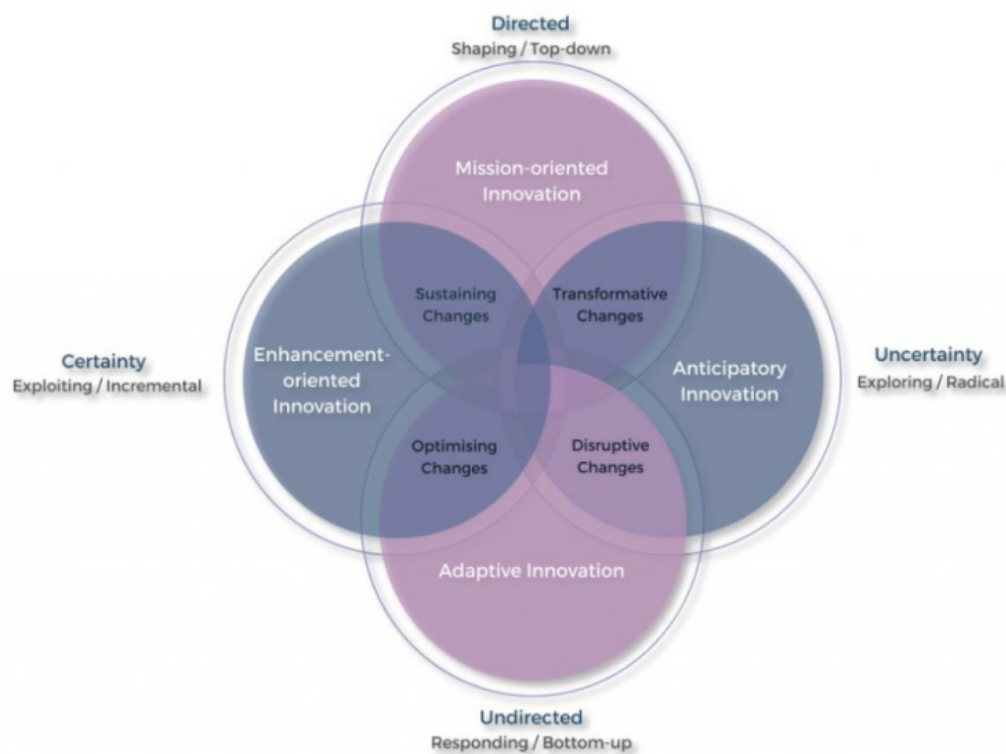 Directed
Shaping / Top-down
Mission-oriented
Innovation
Sustaining
Changes
Transformative
Changes
Certainty
Exploiting / Incremental
Enhancement-
oriented
Innovation
Anticipatory
Innovation
Uncertainty
Exploring / Radical
Optimising
Changes
Disruptive
Changes
Adaptive Innovation
Undirected
Responding / Bottom-up